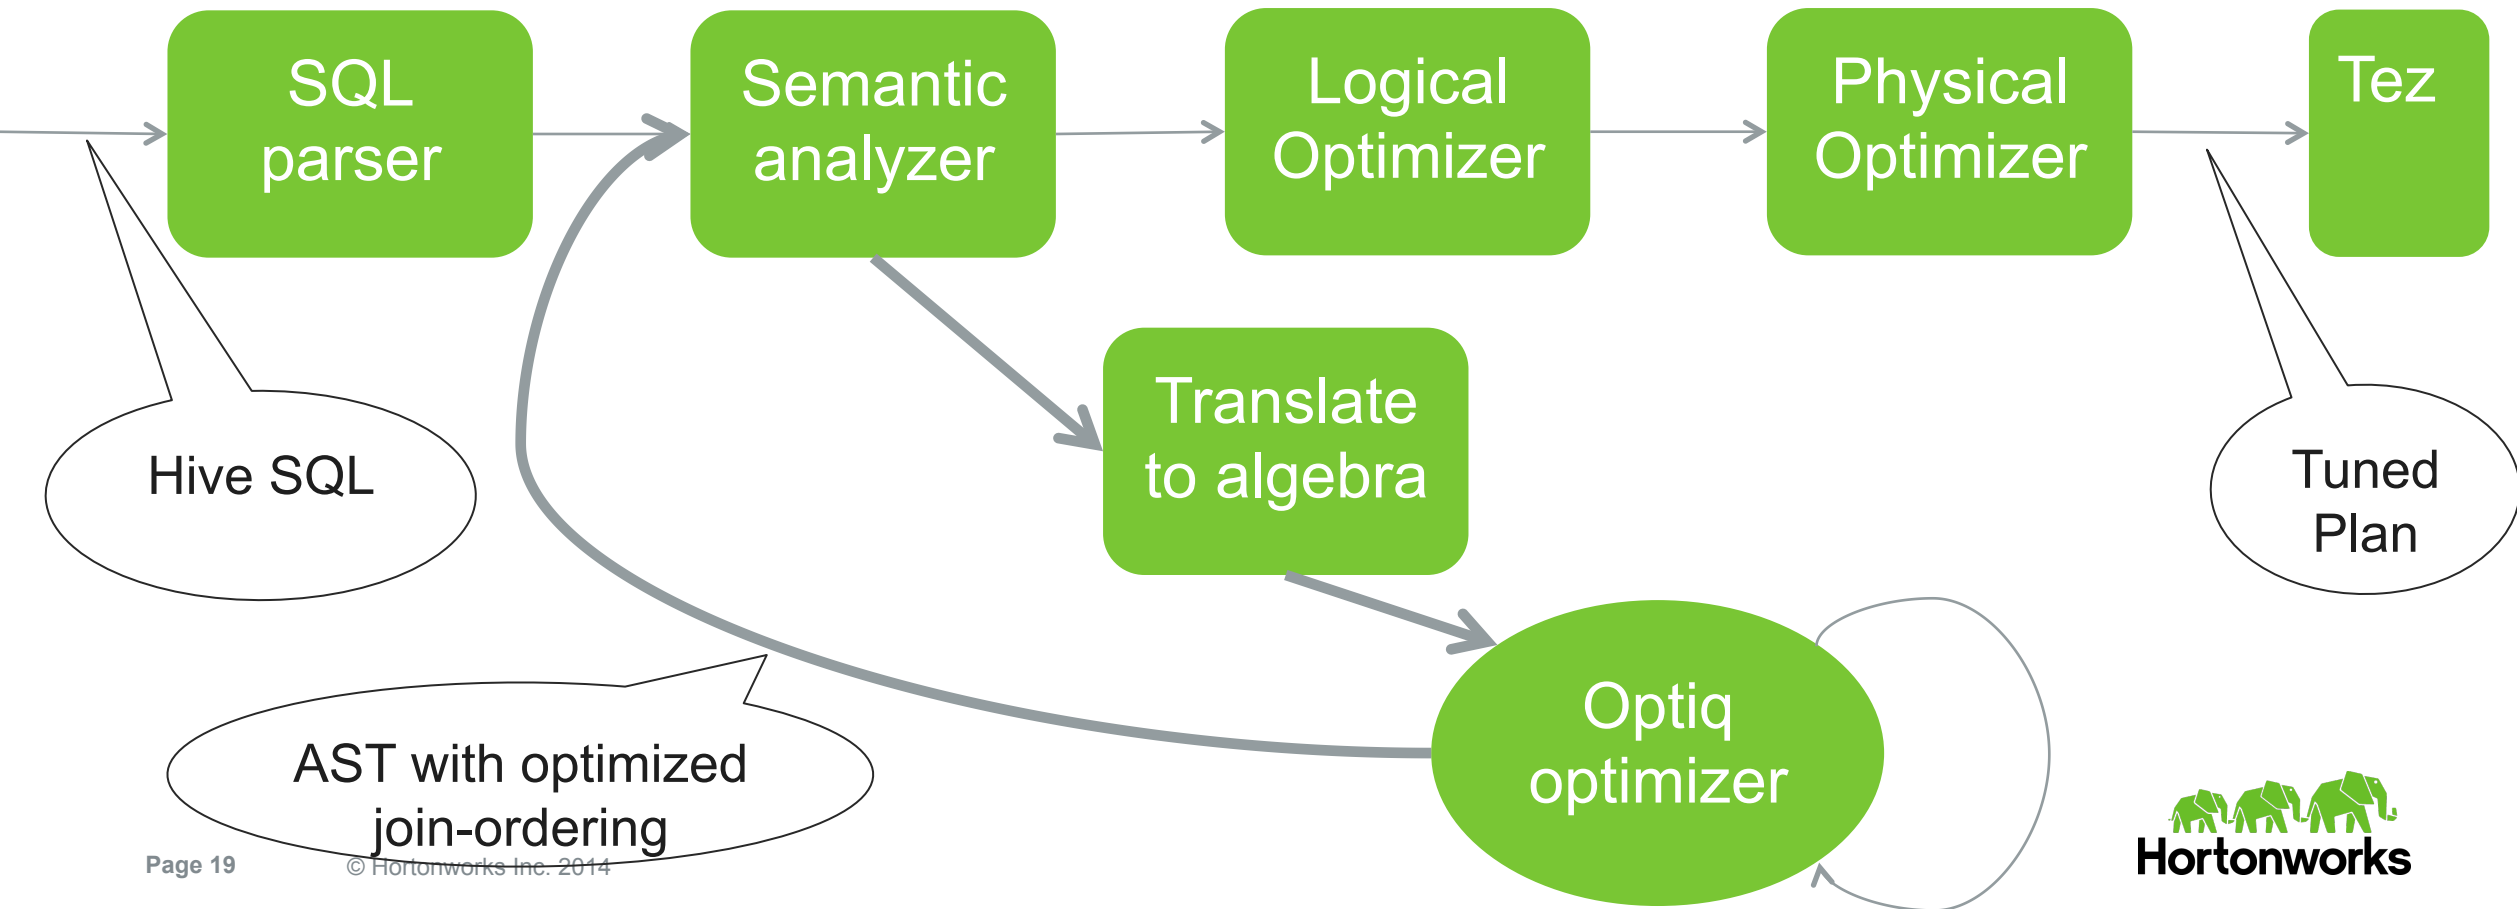 SQL
parser
Semantic
analyzer
Logical
Optimizer
Physical
Optimizer
Tez
Translate
to algebra
Hive SQL
Tuned
Plan
Optiq
optimizer
AST with optimized
join-ordering
Page 19
© Hortonworks Inc. 2014
Hortonworks